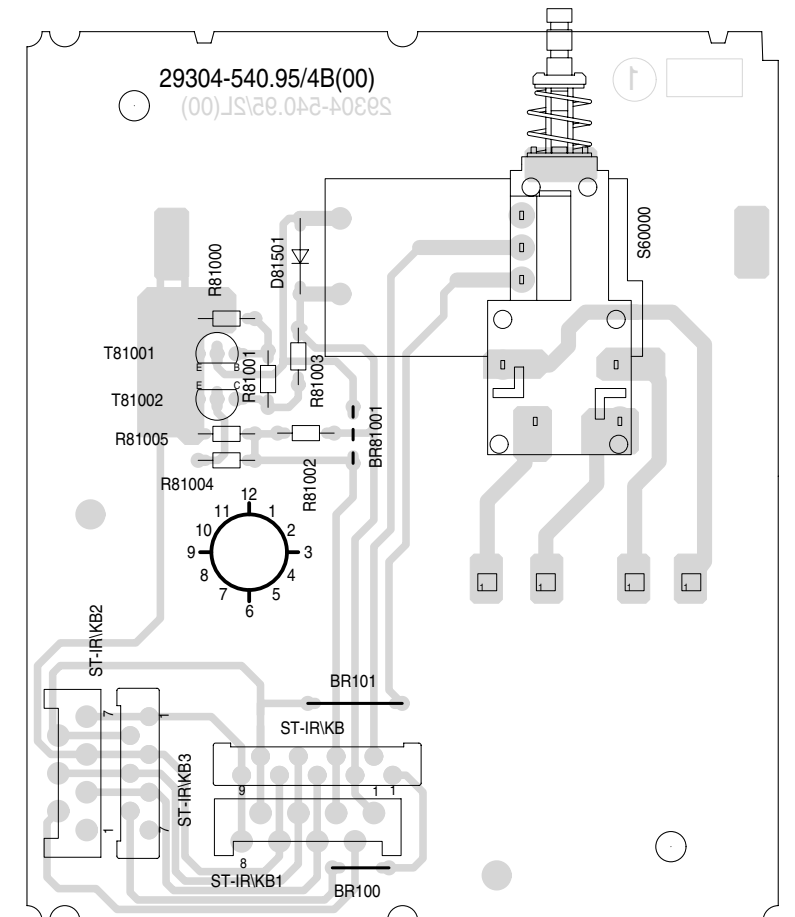 29304-540.95/4B(00)
29304-540.95/2L(00)
1
S60000
R81000
D81501
T81001
E B
E C
T81002
R81001
R81003
R81005
BR81001
R81004
R81002
12
11 1
10 2
9 3
8 4
7 5
6
1 1 1 1
ST-IR\KB2
BR101
ST-IR\KB
7 1
ST-IR\KB3
9 1 1
1 7
8
ST-IR\KB1
BR100